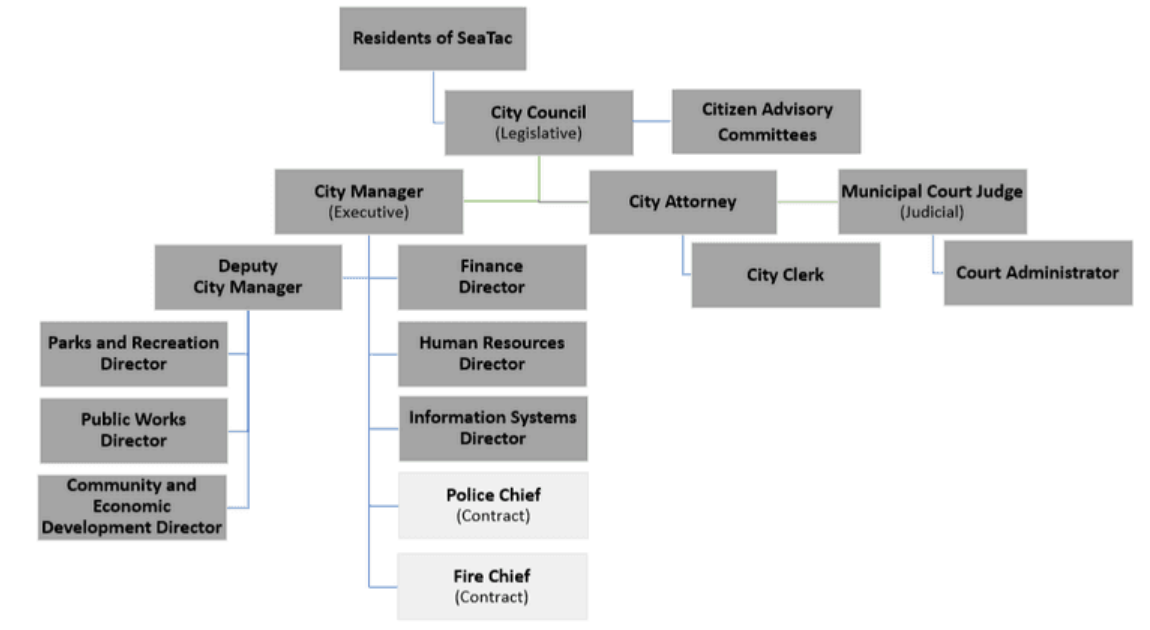 Residents of SeaTac
City Council
(Legislative)
Citizen Advisory
Committees
City Manager
(Executive)
City Attorney
Municipal Court Judge
(Judicial)
Deputy
City Manager
Finance
Director
City Clerk
Court Administrator
Parks and Recreation
Director
Human Resources
Director
Public Works
Director
Information Systems
Director
Community and
Economic
Development Director
Police Chief
(Contract)
Fire Chief
(Contract)